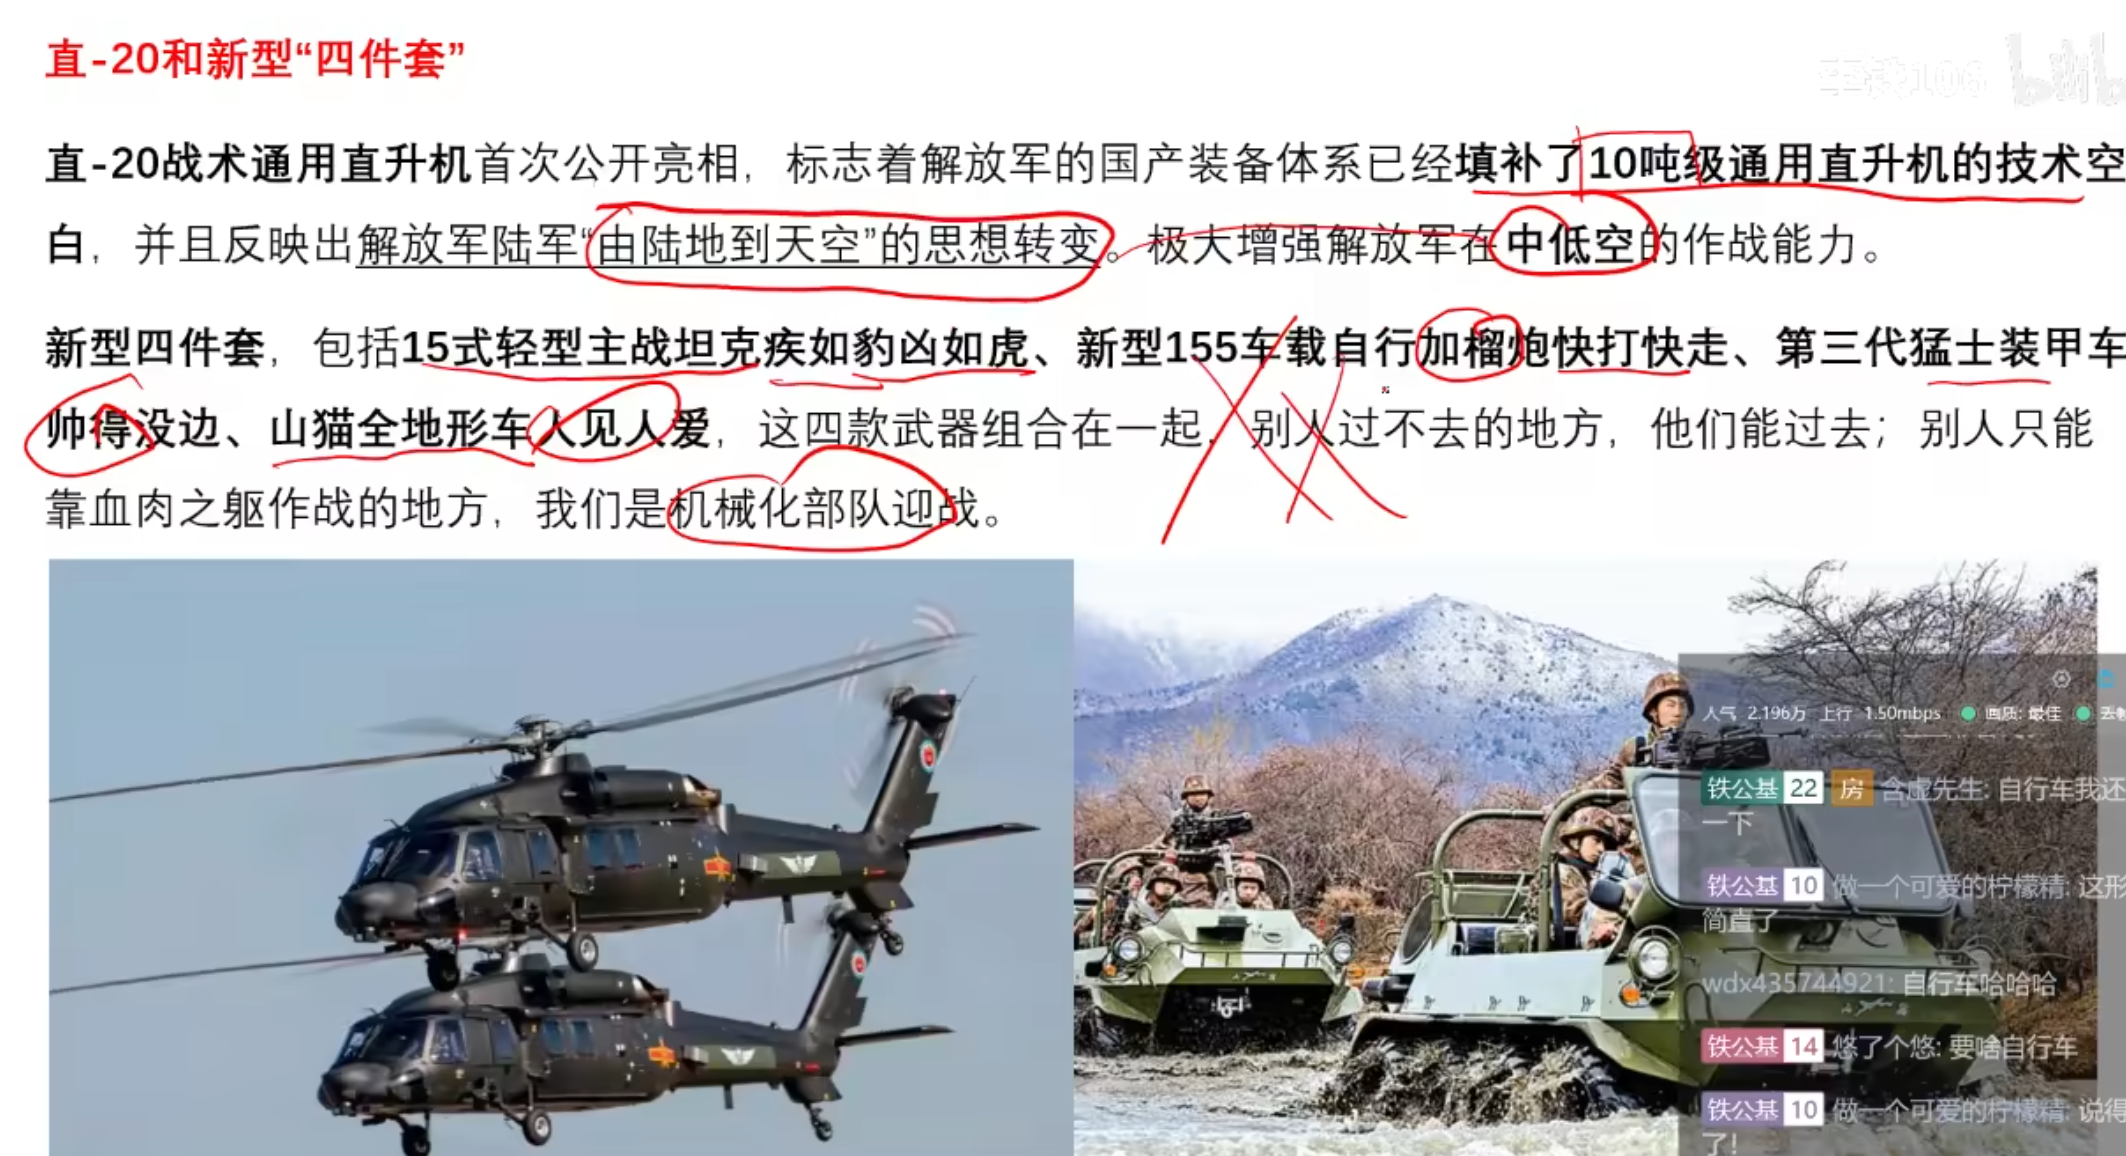 直-20和新型“四件套”
bilibili
直-20战术通用直升机首次公开亮相，标志着解放军的国产装备体系已经填补了10吨级通用直升机的技术空
白，并且反映出解放军陆军“由陆地到天空”的思想转变。极大增强解放军在中低空的作战能力。
新型四件套，包括15式轻型主战坦克疾如豹凶如虎、新型155车载自行加榴炮快打快走、第三代猛士装甲车
帅得没边、山猫全地形车人见人爱，这四款武器组合在一起，别人过不去的地方，他们能过去；别人只能
靠血肉之躯作战的地方，我们是机械化部队迎战。
人气 2.196万 上行 1.50mbps 画质: 最佳
铁公基 22 房 含虚先生: 自行车我还
一下
铁公基 10 做一个可爱的柠檬精: 这形
简直了
wdx435744921: 自行车哈哈哈
铁公基 14 悠了个悠: 要啥自行车
铁公基 10 做一个可爱的柠檬精: 说得
了!